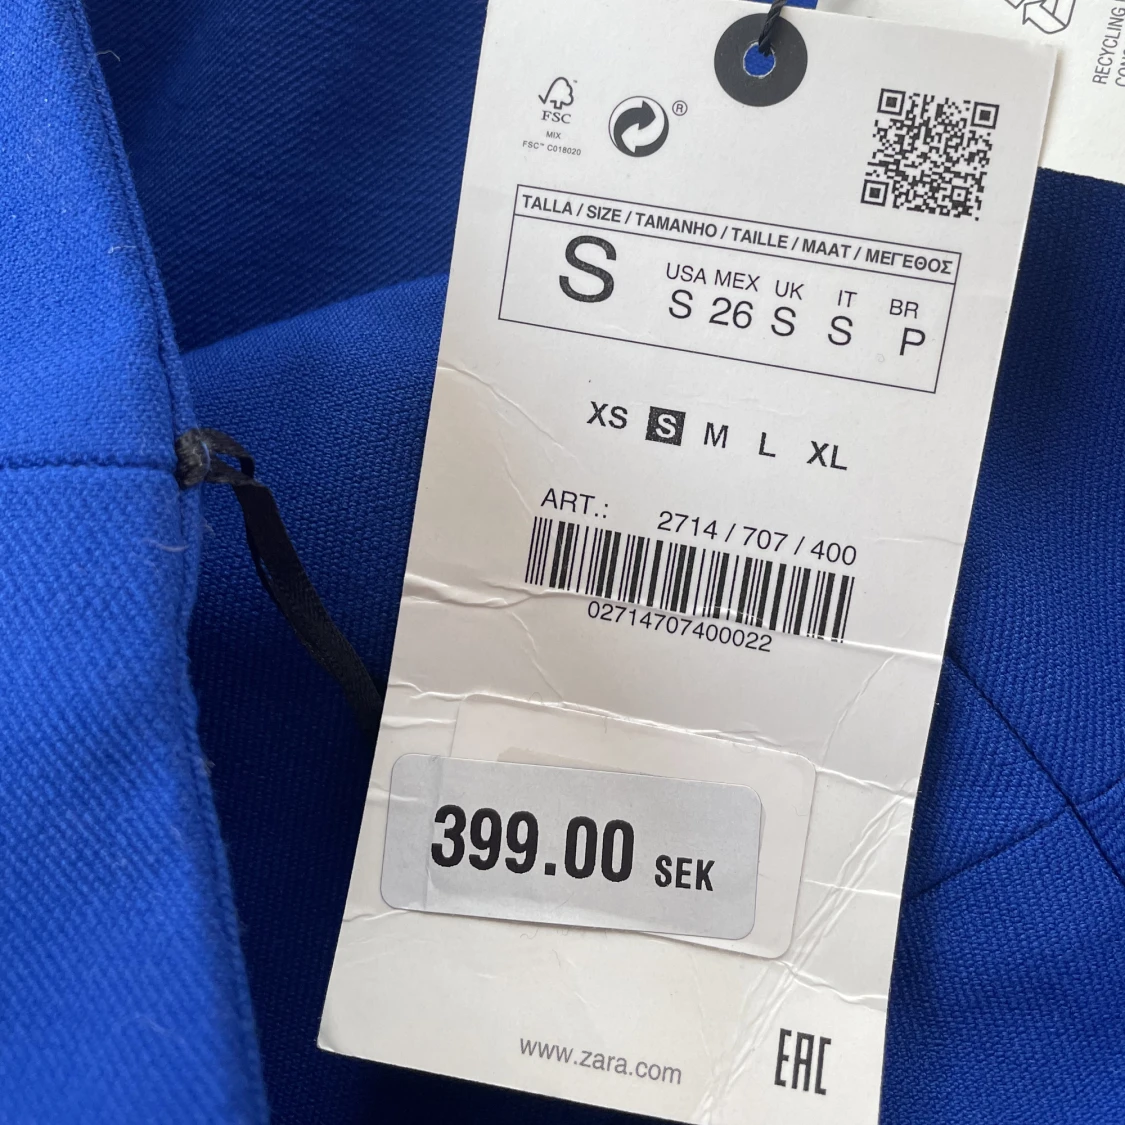 RECYCLING
FSC™
MIX
FSC™ C018020
®
TALLA / SIZE / TAMANHO / TAILLE / MAAT / ΜΕΓΕΘΟΣ
S
USA MEX UK IT BR
S 26 S S P
XS S M L XL
ART.: 2714 / 707 / 400
02714707400022
399.00 SEK
www.zara.com
EAC